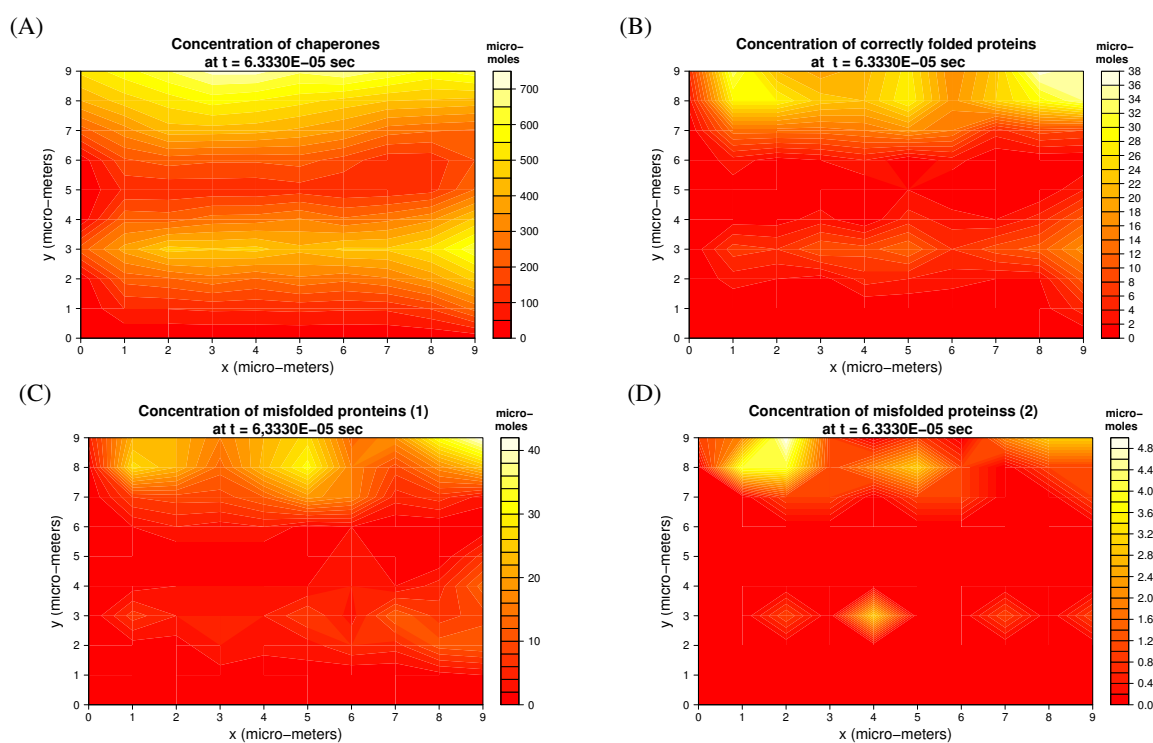 (A)
Concentration of chaperones
at t = 6.3330E−05 sec
micro−
moles
9
8
7
6
5
4
3
2
1
0
y (micro−meters)
0 1 2 3 4 5 6 7 8 9
x (micro−meters)
700
600
500
400
300
200
100
0
(B)
Concentration of correctly folded proteins
at t = 6.3330E−05 sec
micro−
moles
9
8
7
6
5
4
3
2
1
0
y (micro−meters)
0 1 2 3 4 5 6 7 8 9
x (micro−meters)
38
36
34
32
30
28
26
24
22
20
18
16
14
12
10
8
6
4
2
0
(C)
Concentration of misfolded pronteins (1)
at t = 6,3330E−05 sec
micro−
moles
9
8
7
6
5
4
3
2
1
0
y (micro−meters)
0 1 2 3 4 5 6 7 8 9
x (micro−meters)
40
30
20
10
0
(D)
Concentration of misfolded proteinss (2)
at t = 6.3330E−05 sec
micro−
moles
9
8
7
6
5
4
3
2
1
0
y (micro−meters)
0 1 2 3 4 5 6 7 8 9
x (micro−meters)
4.8
4.4
4.0
3.6
3.2
2.8
2.4
2.0
1.6
1.2
0.8
0.4
0.0